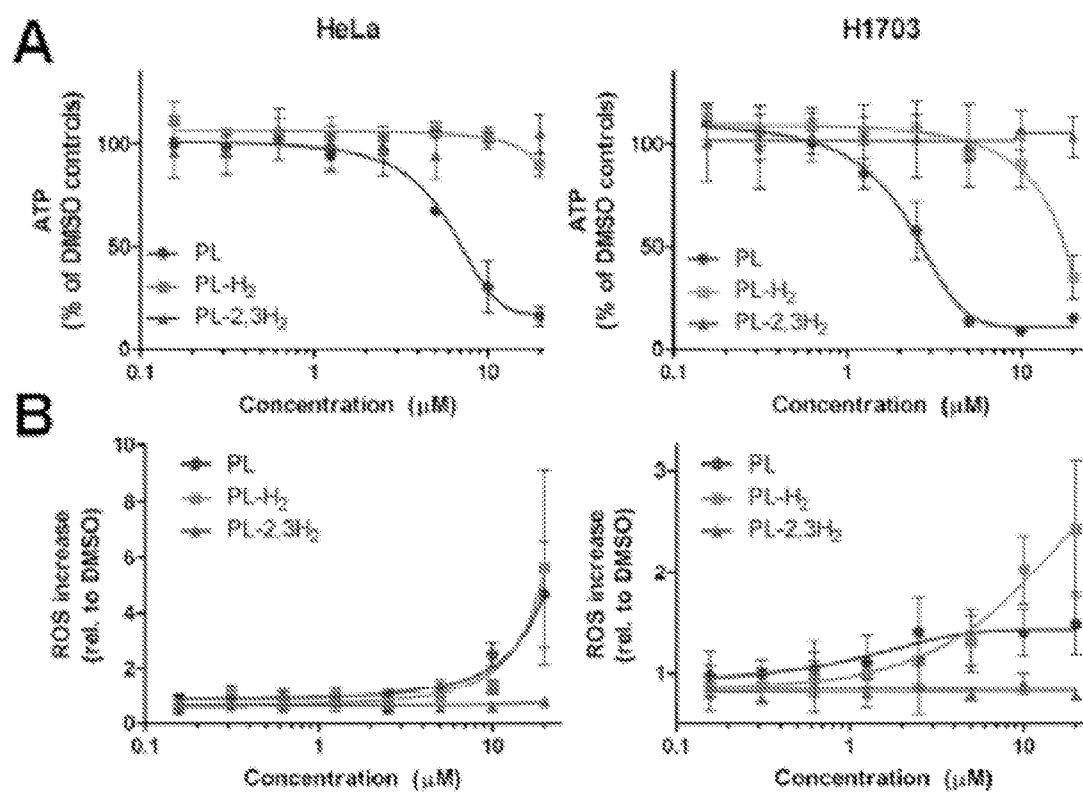 A
HeLa
H1703
ATP
(% of DMSO controls)
100
50
0
PL
PL-H₂
PL-2,3H₂
0.1
1
10
Concentration (μM)
ATP
(% of DMSO controls)
100
50
0
PL
PL-H₂
PL-2,3H₂
0.1
1
10
Concentration (μM)
B
ROS increase
(rel. to DMSO)
10
8
6
4
2
0
PL
PL-H₂
PL-2,3H₂
0.1
1
10
Concentration (μM)
ROS increase
(rel. to DMSO)
3
2
1
PL
PL-H₂
PL-2,3H₂
0.1
1
10
Concentration (μM)